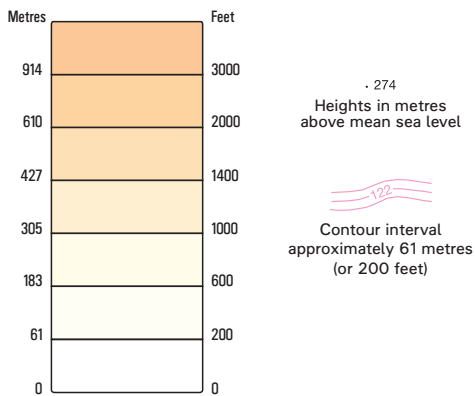 Metres Feet
914 3000
610 2000
427 1400
305 1000
183 600
61 200
0 0
· 274
Heights in metres
above mean sea level
122
Contour interval
approximately 61 metres
(or 200 feet)